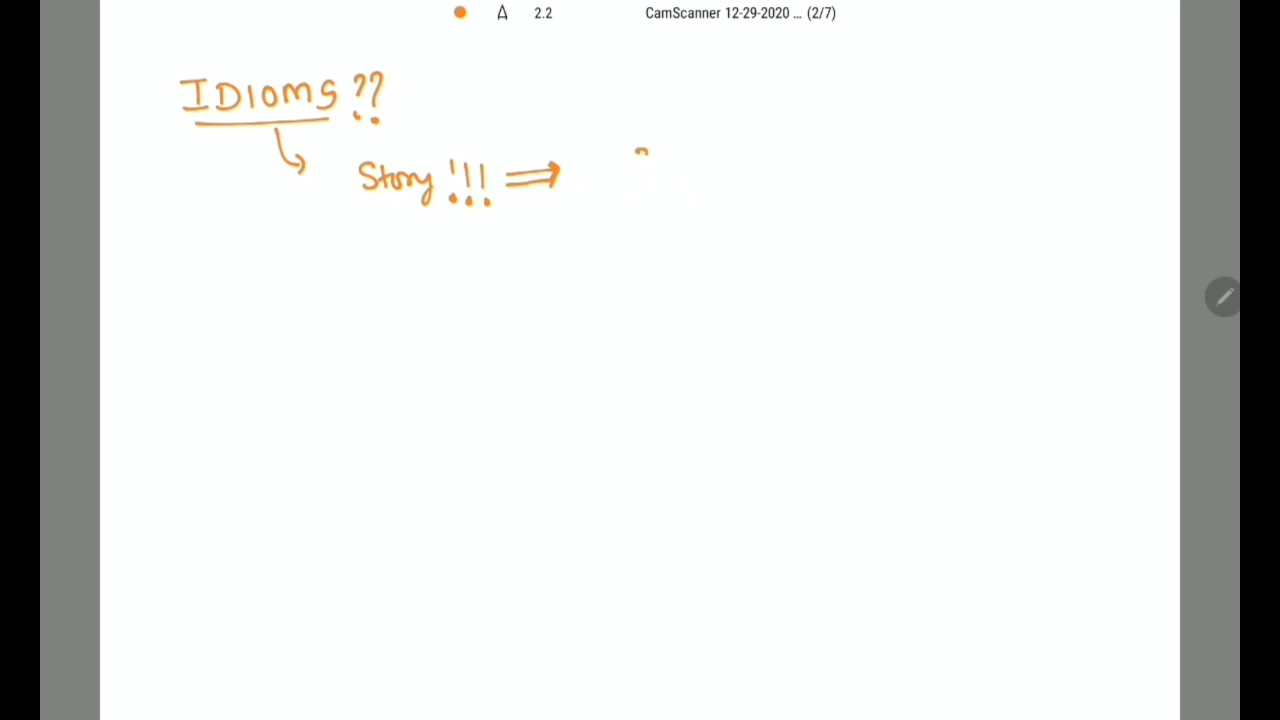 A 2.2 CamScanner 12-29-2020 ... (2/7)
IDIOMS ??
Story !!! ⇒